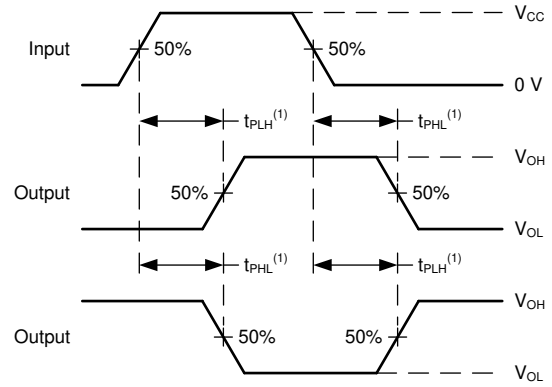 V_CC
Input
50%
50%
0 V
t_PLH^(1)
t_PHL^(1)
V_OH
Output
50%
50%
V_OL
t_PHL^(1)
t_PLH^(1)
V_OH
Output
50%
50%
V_OL